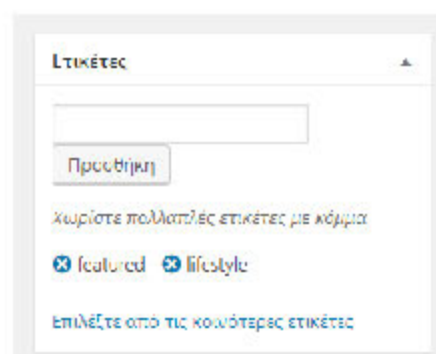 Ετικέτες
Προσθήκη
Χωρίστε πολλαπλές ετικέτες με κόμμα
featured lifestyle
Επιλέξτε από τις κοινότερες ετικέτες